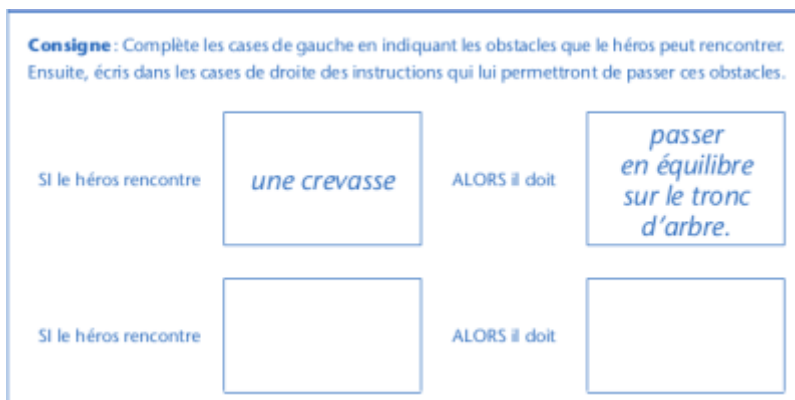 Consigne : Complète les cases de gauche en indiquant les obstacles que le héros peut rencontrer.
Ensuite, écris dans les cases de droite des instructions qui lui permettront de passer ces obstacles.
SI le héros rencontre
une crevasse
ALORS il doit
passer
en équilibre
sur le tronc
d'arbre.
SI le héros rencontre
ALORS il doit